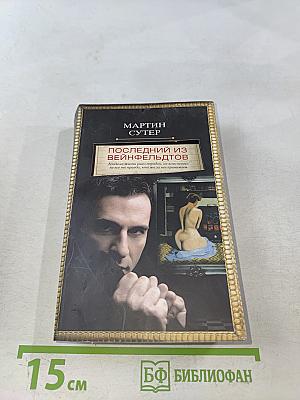 МАРТИН
СУТЕР
ПОСЛЕДНИЙ ИЗ
ВЕЙНФЕЛЬДТОВ
15 см
БФ БИБЛИОФАН